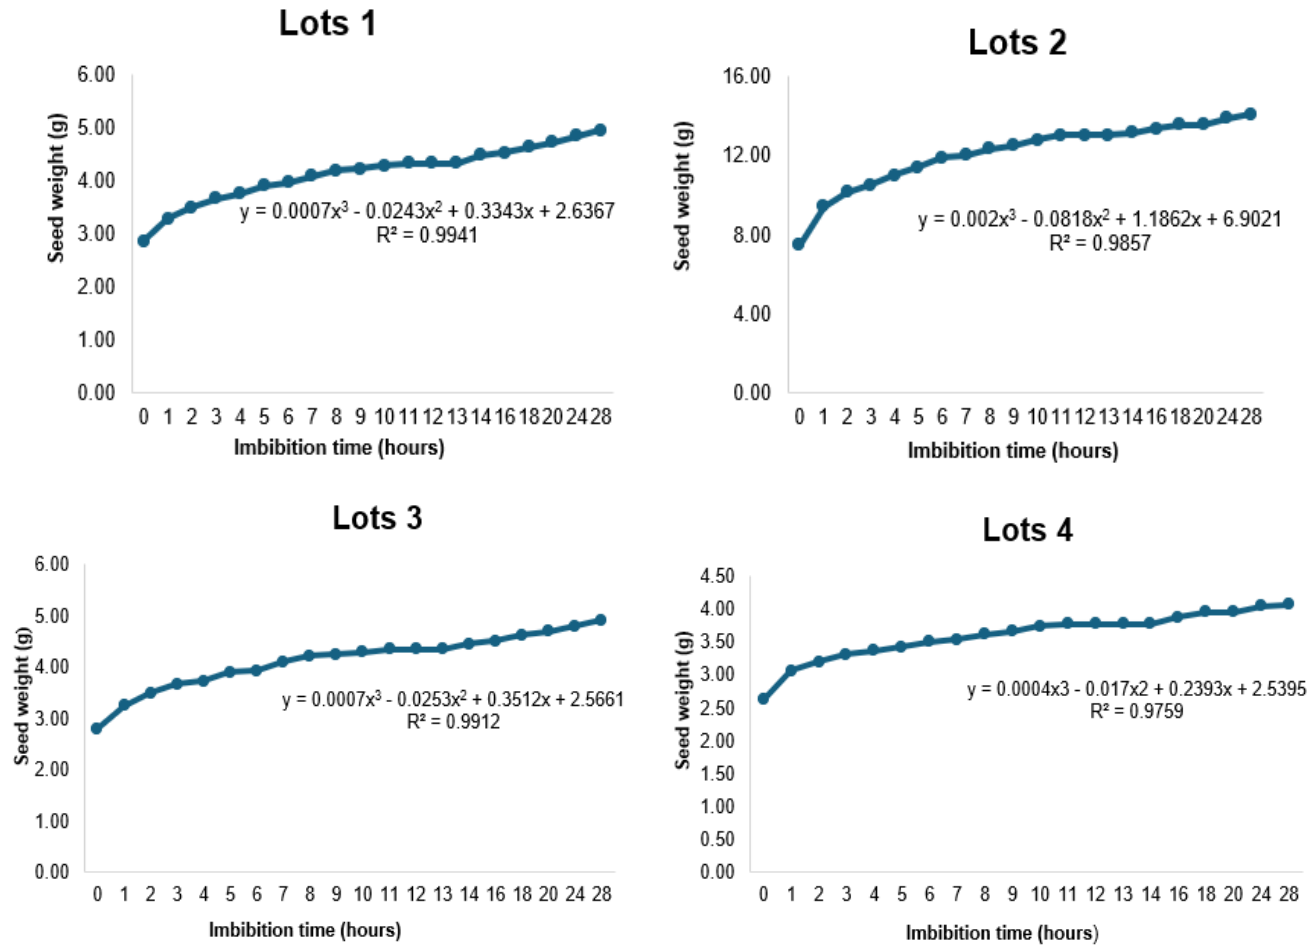 Lots 1
6.00
5.00
4.00
3.00
2.00
1.00
0.00
Seed weight (g)
y = 0.0007x³ - 0.0243x² + 0.3343x + 2.6367
R² = 0.9941
0 1 2 3 4 5 6 7 8 9 10 11 12 13 14 16 18 20 24 28
Imbibition time (hours)
Lots 2
16.00
12.00
8.00
4.00
0.00
Seed weight (g)
y = 0.002x³ - 0.0818x² + 1.1862x + 6.9021
R² = 0.9857
0 1 2 3 4 5 6 7 8 9 10 11 12 13 14 16 18 20 24 28
Imbibition time (hours)
Lots 3
6.00
5.00
4.00
3.00
2.00
1.00
0.00
Seed weight (g)
y = 0.0007x³ - 0.0253x² + 0.3512x + 2.5661
R² = 0.9912
0 1 2 3 4 5 6 7 8 9 10 11 12 13 14 16 18 20 24 28
Imbibition time (hours)
Lots 4
4.50
4.00
3.50
3.00
2.50
2.00
1.50
1.00
0.50
0.00
Seed weight (g)
y = 0.0004x3 - 0.017x2 + 0.2393x + 2.5395
R² = 0.9759
0 1 2 3 4 5 6 7 8 9 10 11 12 13 14 16 18 20 24 28
Imbibition time (hours)